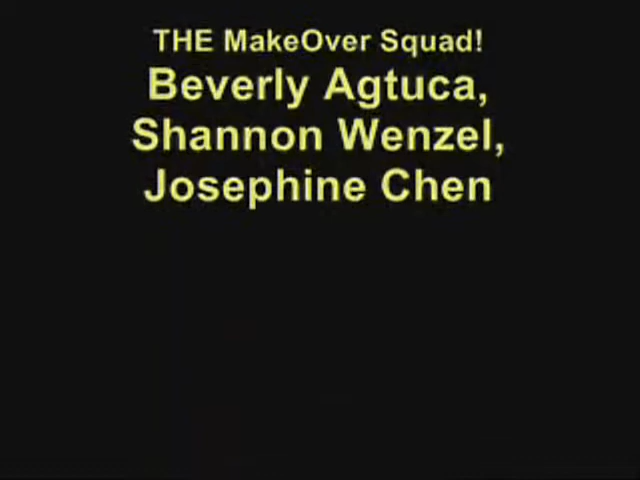 THE MakeOver Squad!
Beverly Agtuca,
Shannon Wenzel,
Josephine Chen